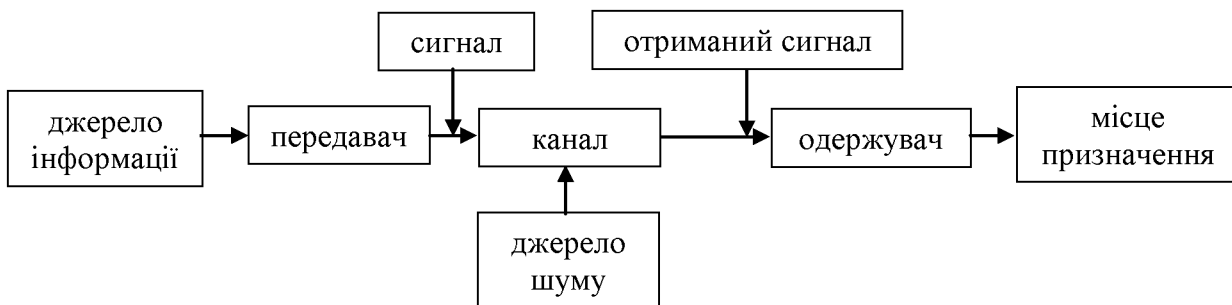 сигнал
отриманий сигнал
джерело
інформації
передавач
канал
одержувач
місце
призначення
джерело
шуму